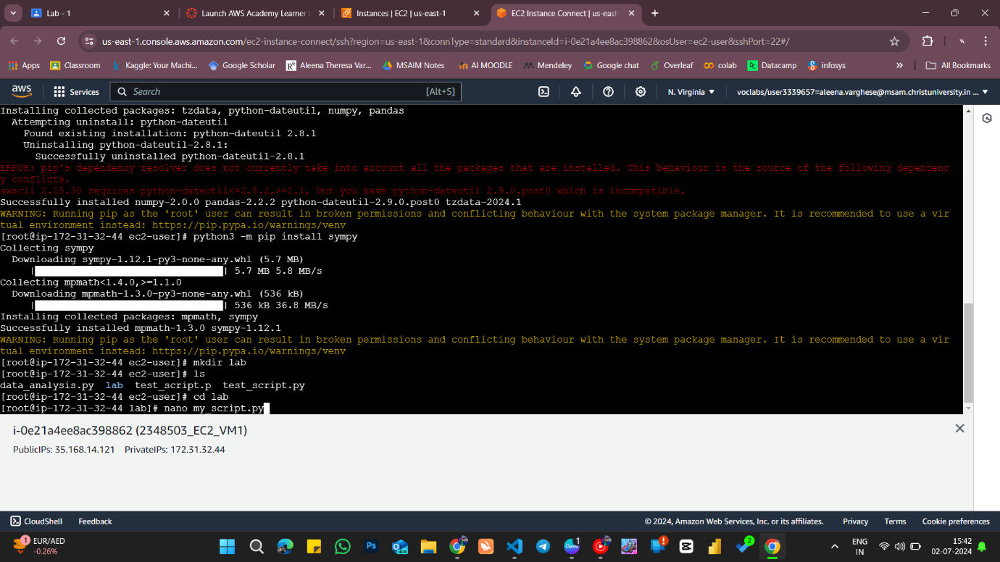 Lab - 1
Launch AWS Academy Learner
Instances | EC2 | us-east-1
EC2 Instance Connect | us-east
us-east-1.console.aws.amazon.com/ec2-instance-connect/ssh?region=us-east-1&connType=standard&instanceId=i-0e21a4ee8ac398862&osUser=ec2-user&sshPort=22#/
Apps Classroom Kaggle: Your Machi... Google Scholar Aleena Theresa Var... MSAIM Notes AI MOODLE Mendeley Google chat Overleaf colab Datacamp infosys » All Bookmarks
aws Services Search [Alt+S] N. Virginia voclabs/user3339657=aleena.varghese@msam.christuniversity.in ...
Installing collected packages: tzdata, python-dateutil, numpy, pandas
Attempting uninstall: python-dateutil
Found existing installation: python-dateutil 2.8.1
Uninstalling python-dateutil-2.8.1:
Successfully uninstalled python-dateutil-2.8.1
ERROR: pip's dependency resolver does not currently take into account all the packages that are installed. This behaviour is the source of the following dependenc
y conflicts.
awscli 2.15.30 requires python-dateutil<=2.8.2,>=2.1, but you have python-dateutil 2.9.0.post0 which is incompatible.
Successfully installed numpy-2.0.0 pandas-2.2.2 python-dateutil-2.9.0.post0 tzdata-2024.1
WARNING: Running pip as the 'root' user can result in broken permissions and conflicting behaviour with the system package manager. It is recommended to use a vir
tual environment instead: https://pip.pypa.io/warnings/venv
[root@ip-172-31-32-44 ec2-user]# python3 -m pip install sympy
Collecting sympy
Downloading sympy-1.12.1-py3-none-any.whl (5.7 MB)
| | 5.7 MB 5.8 MB/s
Collecting mpmath<1.4.0,>=1.1.0
Downloading mpmath-1.3.0-py3-none-any.whl (536 kB)
| | 536 kB 36.8 MB/s
Installing collected packages: mpmath, sympy
Successfully installed mpmath-1.3.0 sympy-1.12.1
WARNING: Running pip as the 'root' user can result in broken permissions and conflicting behaviour with the system package manager. It is recommended to use a vir
tual environment instead: https://pip.pypa.io/warnings/venv
[root@ip-172-31-32-44 ec2-user]# mkdir lab
[root@ip-172-31-32-44 ec2-user]# ls
data_analysis.py lab test_script.p test_script.py
[root@ip-172-31-32-44 ec2-user]# cd lab
[root@ip-172-31-32-44 lab]# nano my_script.py
i-0e21a4ee8ac398862 (2348503_EC2_VM1)
PublicIPs: 35.168.14.121 PrivateIPs: 172.31.32.44
CloudShell Feedback © 2024, Amazon Web Services, Inc. or its affiliates. Privacy Terms Cookie preferences
1 EUR/AED
-0.26%
Ps
NEW
1
2
ENG
IN
15:42
02-07-2024